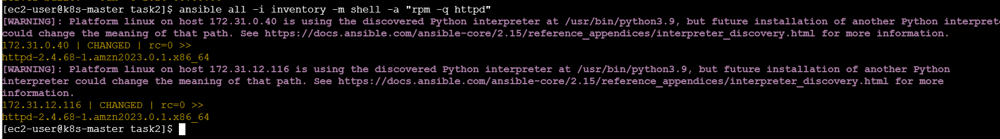 [ec2-user@k8s-master task2]$ ansible all -i inventory -m shell -a "rpm -q httpd"
[WARNING]: Platform linux on host 172.31.0.40 is using the discovered Python interpreter at /usr/bin/python3.9, but future installation of another Python interprete
could change the meaning of that path. See https://docs.ansible.com/ansible-core/2.15/reference_appendices/interpreter_discovery.html for more information.
172.31.0.40 | CHANGED | rc=0 >>
httpd-2.4.68-1.amzn2023.0.1.x86_64
[WARNING]: Platform linux on host 172.31.12.116 is using the discovered Python interpreter at /usr/bin/python3.9, but future installation of another Python
interpreter could change the meaning of that path. See https://docs.ansible.com/ansible-core/2.15/reference_appendices/interpreter_discovery.html for more
information.
172.31.12.116 | CHANGED | rc=0 >>
httpd-2.4.68-1.amzn2023.0.1.x86_64
[ec2-user@k8s-master task2]$